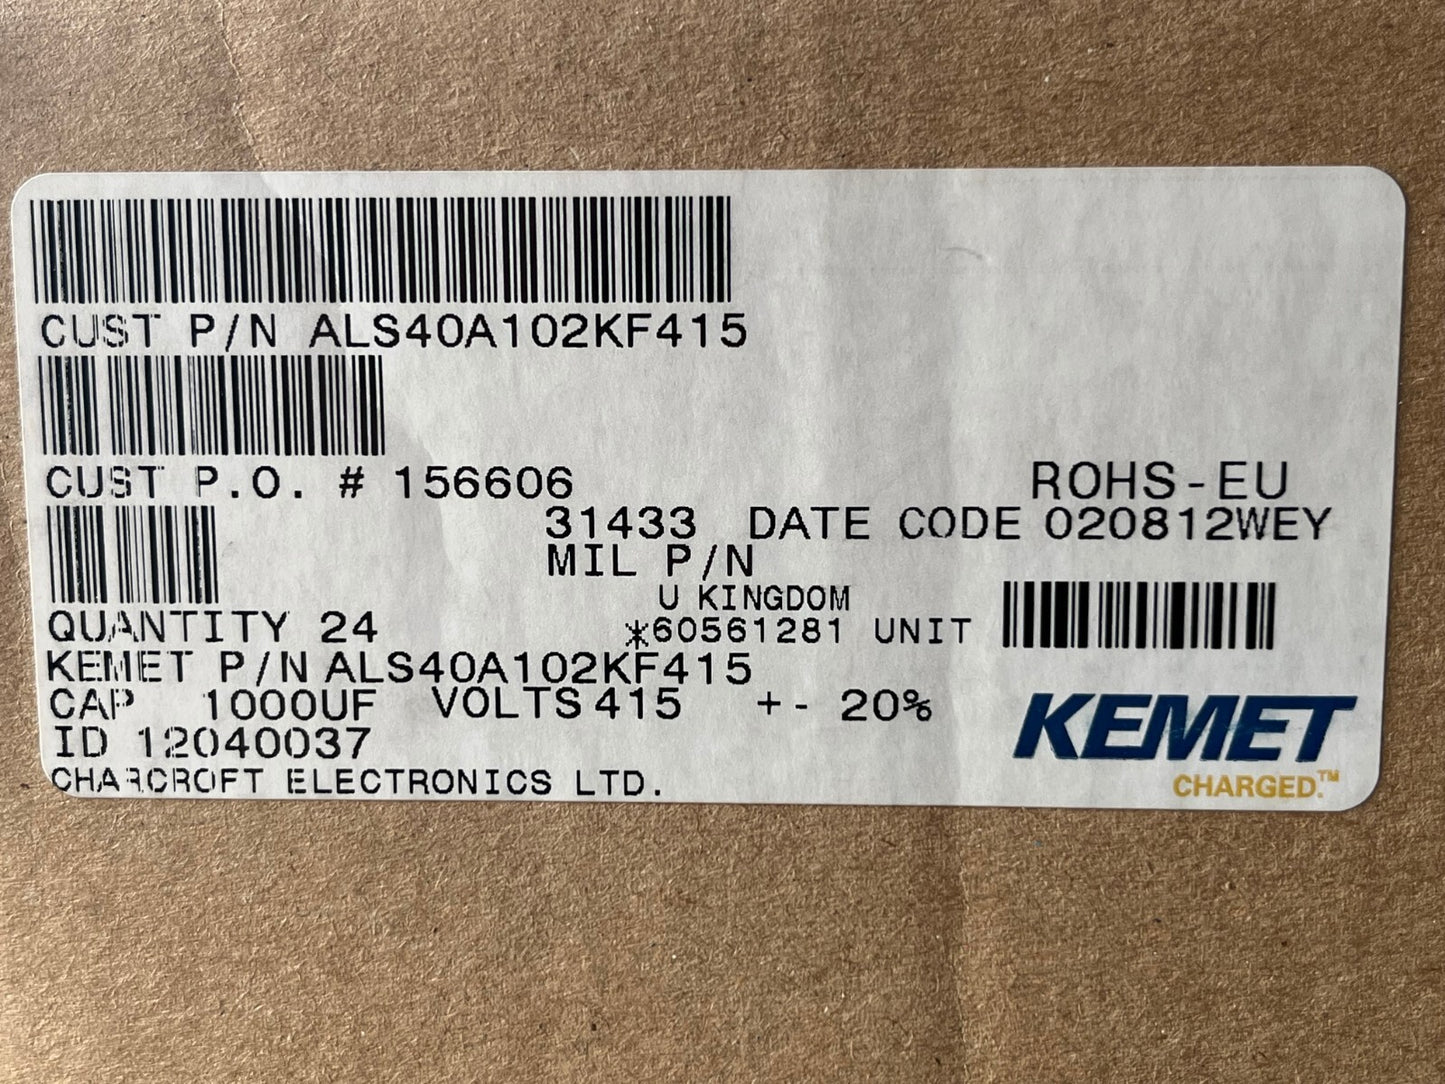 CUST P/N ALS40A102KF415
CUST P.O. # 156606
ROHS-EU
31433 DATE CODE 020812WEY
MIL P/N
U KINGDOM
QUANTITY 24
*60561281 UNIT
KEMET P/N ALS40A102KF415
CAP 1000UF VOLTS 415 +- 20%
ID 12040037
CHARCROFT ELECTRONICS LTD.
KEMET
CHARGED.™